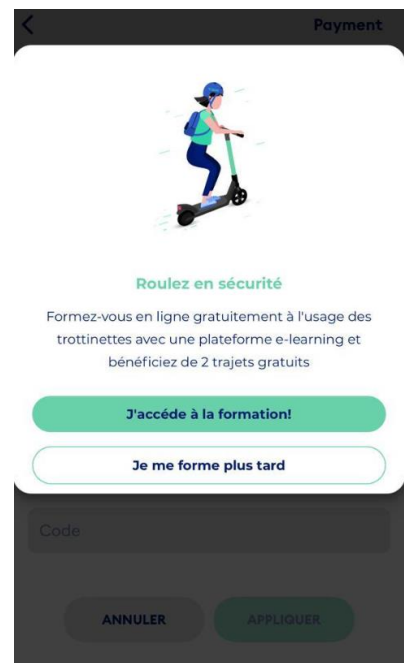 Payment
Roulez en sécurité
Formez-vous en ligne gratuitement à l'usage des
trottinettes avec une plateforme e-learning et
bénéficiez de 2 trajets gratuits
J'accéde à la formation!
Je me forme plus tard
Code
ANNULER
APPLIQUER